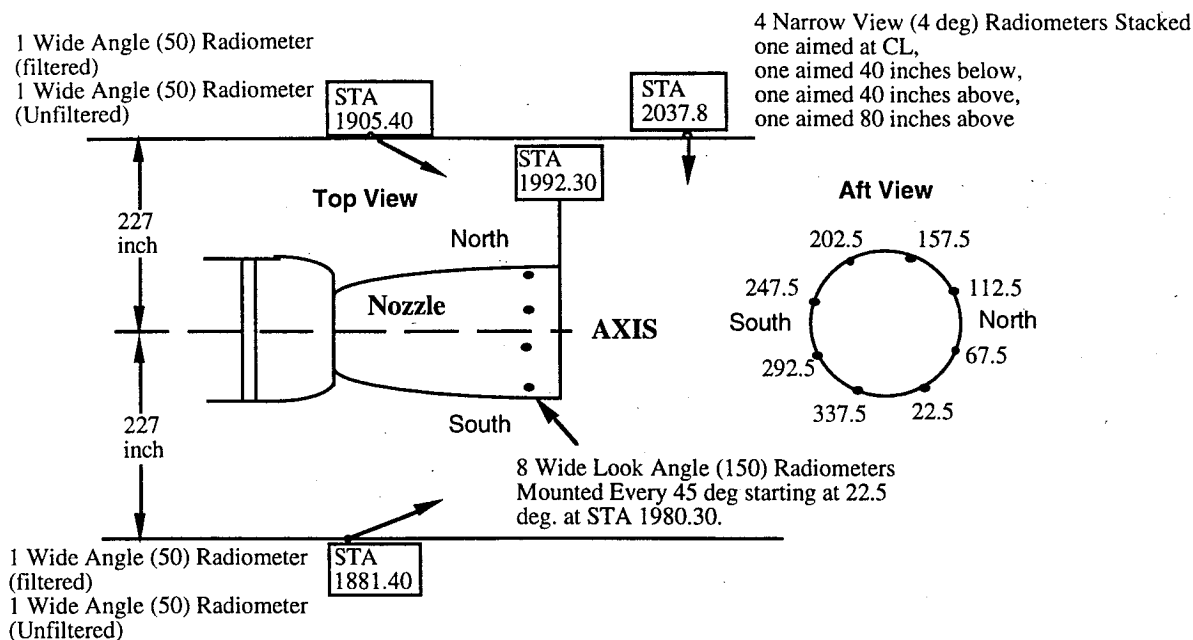 1 Wide Angle (50) Radiometer
(filtered)
1 Wide Angle (50) Radiometer
(Unfiltered)
STA
1905.40
STA
2037.8
4 Narrow View (4 deg) Radiometers Stacked
one aimed at CL,
one aimed 40 inches below,
one aimed 40 inches above,
one aimed 80 inches above
STA
1992.30
Top View
Aft View
227
inch
North
Nozzle
AXIS
South
227
inch
202.5
157.5
247.5
112.5
South
North
292.5
67.5
337.5
22.5
8 Wide Look Angle (150) Radiometers
Mounted Every 45 deg starting at 22.5
deg. at STA 1980.30.
1 Wide Angle (50) Radiometer
(filtered)
1 Wide Angle (50) Radiometer
(Unfiltered)
STA
1881.40